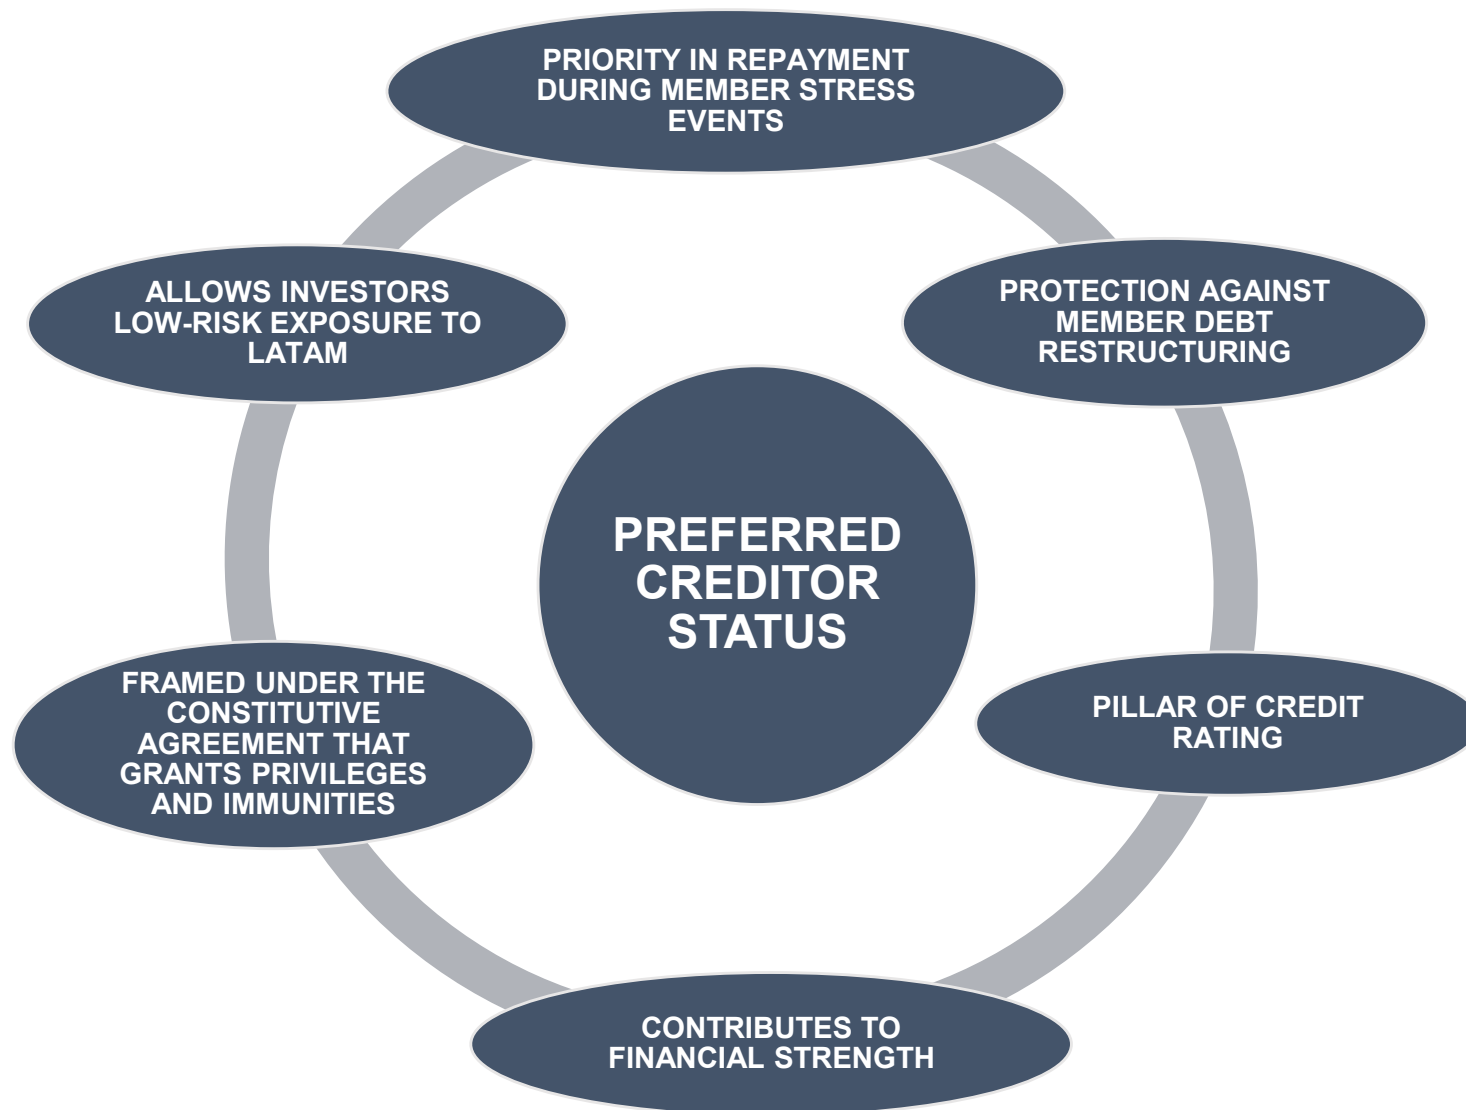 PRIORITY IN REPAYMENT
DURING MEMBER STRESS
EVENTS
ALLOWS INVESTORS
LOW-RISK EXPOSURE TO
LATAM
PROTECTION AGAINST
MEMBER DEBT
RESTRUCTURING
PREFERRED
CREDITOR
STATUS
FRAMED UNDER THE
CONSTITUTIVE
AGREEMENT THAT
GRANTS PRIVILEGES
AND IMMUNITIES
PILLAR OF CREDIT
RATING
CONTRIBUTES TO
FINANCIAL STRENGTH